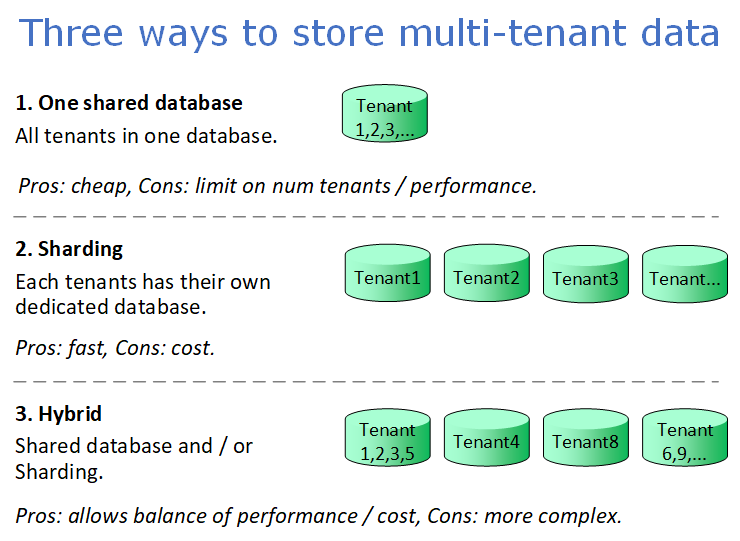 Three ways to store multi-tenant data
1. One shared database
All tenants in one database.
Tenant
1,2,3,...
Pros: cheap, Cons: limit on num tenants / performance.
2. Sharding
Each tenants has their own
dedicated database.
Tenant1
Tenant2
Tenant3
Tenant...
Pros: fast, Cons: cost.
3. Hybrid
Shared database and / or
Sharding.
Tenant
1,2,3,5
Tenant4
Tenant8
Tenant
6,9,...
Pros: allows balance of performance / cost, Cons: more complex.